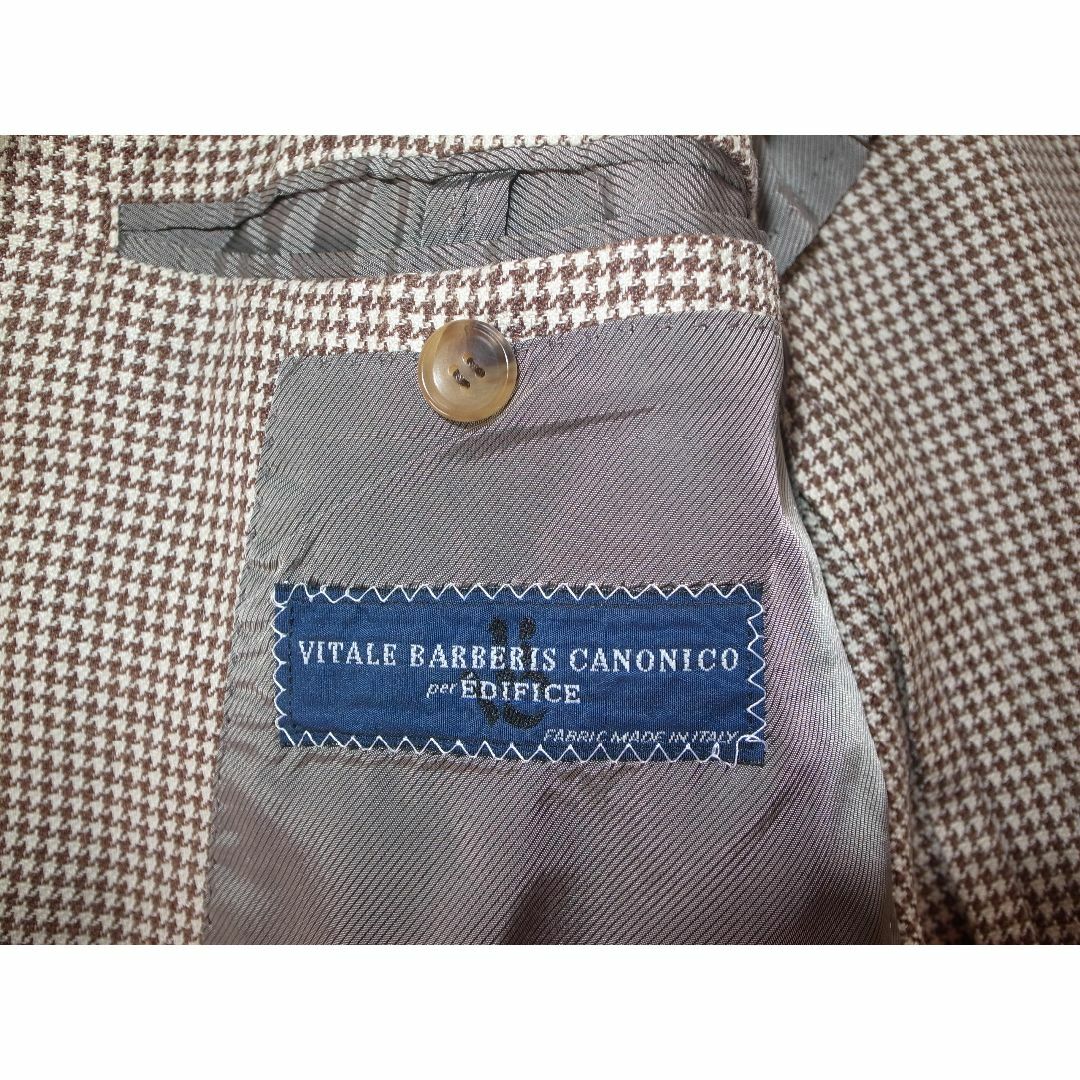 VITALE BARBERIS CANONICO
per ÉDIFICE
FABRIC MADE IN ITALY